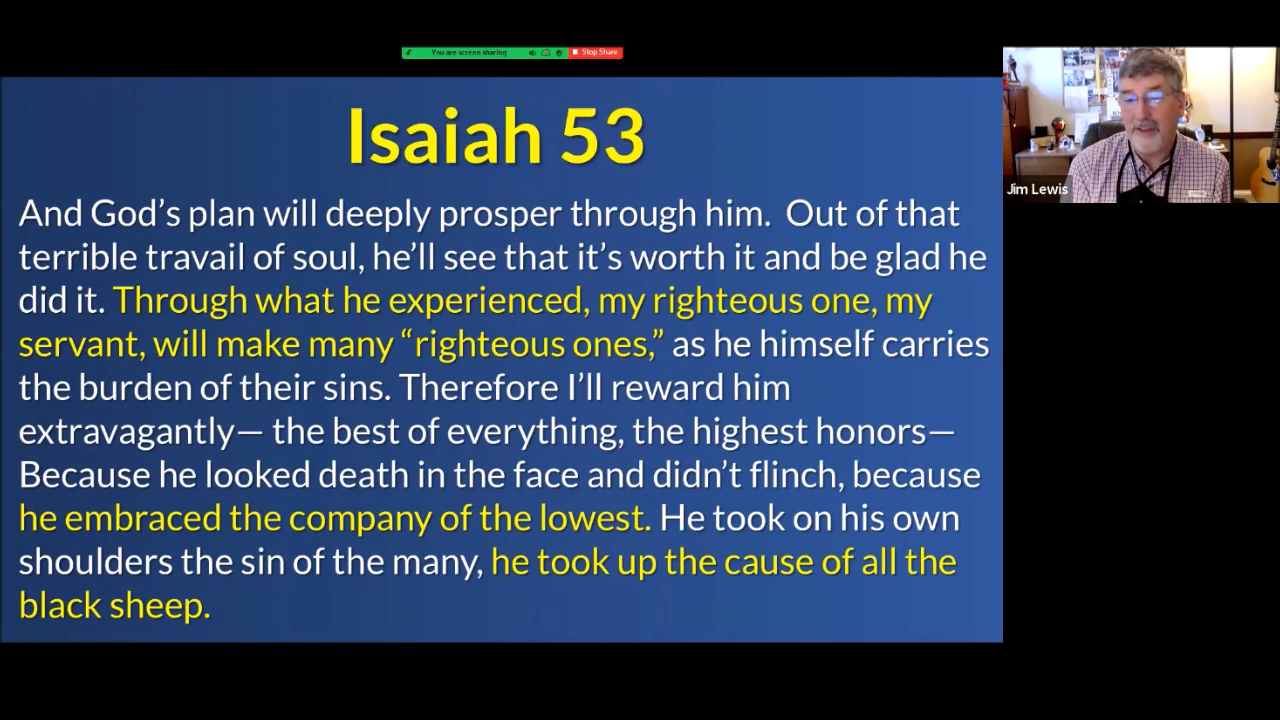 You are screen sharing
Stop Share
Isaiah 53
And God’s plan will deeply prosper through him.  Out of that
terrible travail of soul, he’ll see that it’s worth it and be glad he
did it. Through what he experienced, my righteous one, my
servant, will make many “righteous ones,” as he himself carries
the burden of their sins. Therefore I’ll reward him
extravagantly— the best of everything, the highest honors—
Because he looked death in the face and didn’t flinch, because
he embraced the company of the lowest. He took on his own
shoulders the sin of the many, he took up the cause of all the
black sheep.
Jim Lewis